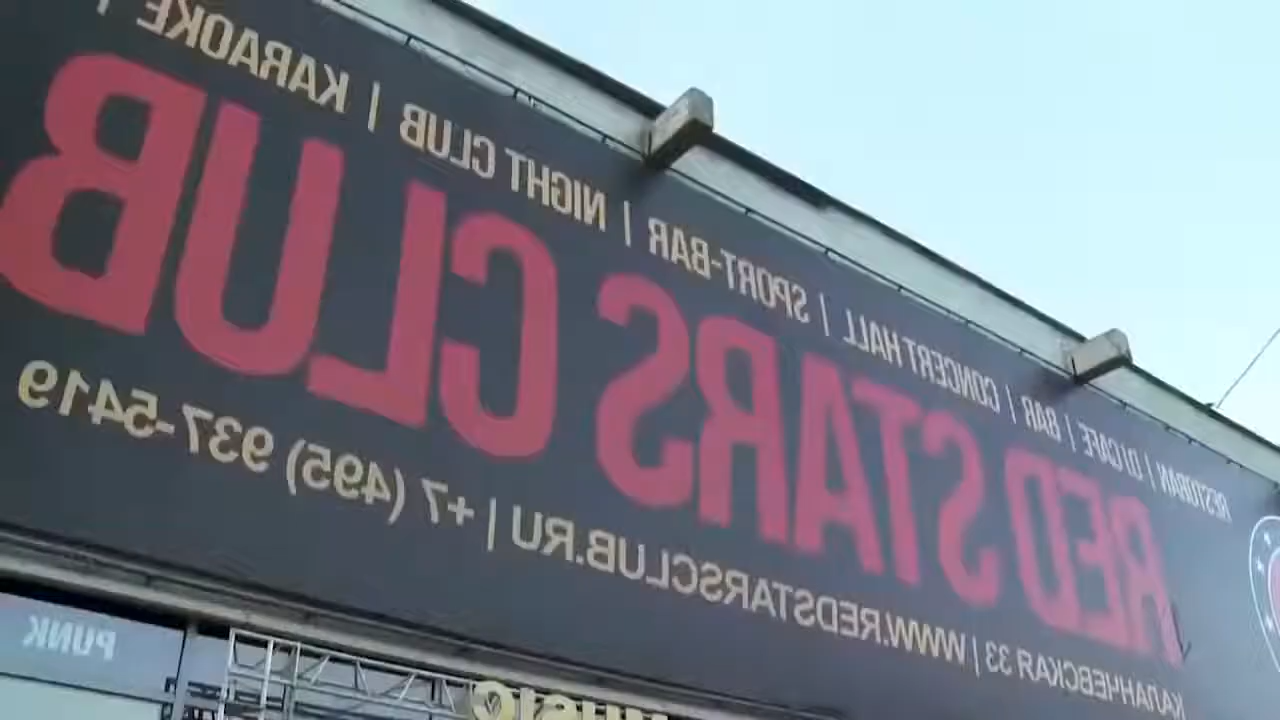 RESTORAN | DJ CAFE | BAR | CONCERT HALL | SPORT-BAR | NIGHT CLUB | KARAOKE |
RED STARS CLUB
КАЛАНЧЕВСКАЯ 33 | WWW.REDSTARSCLUB.RU | +7 (495) 937-5419
PUNK
MUSIC